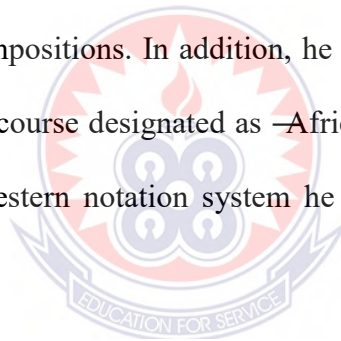 mpositions. In addition, he
course designated as ―Afric
estern notation system he
EDUCATION FOR SERVICE